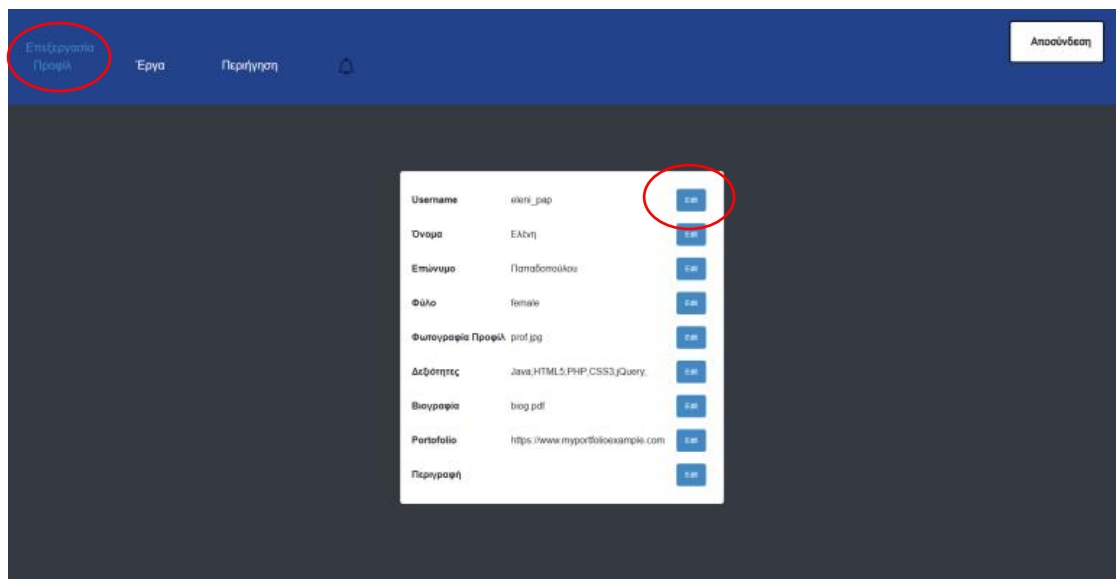 Αποσύνδεση
Επεξεργασία
Προφίλ
Έργα
Περιήγηση
Username eleni_pap Edit
Όνομα Ελένη Edit
Επώνυμο Παπαδοπούλου Edit
Φύλο female Edit
Φωτογραφία Προφίλ prof.jpg Edit
Δεξιότητες Java,HTML5,PHP,CSS3,jQuery, Edit
Βιογραφία biog.pdf Edit
Portofolio https://www.myportfolioexample.com Edit
Περιγραφή Edit